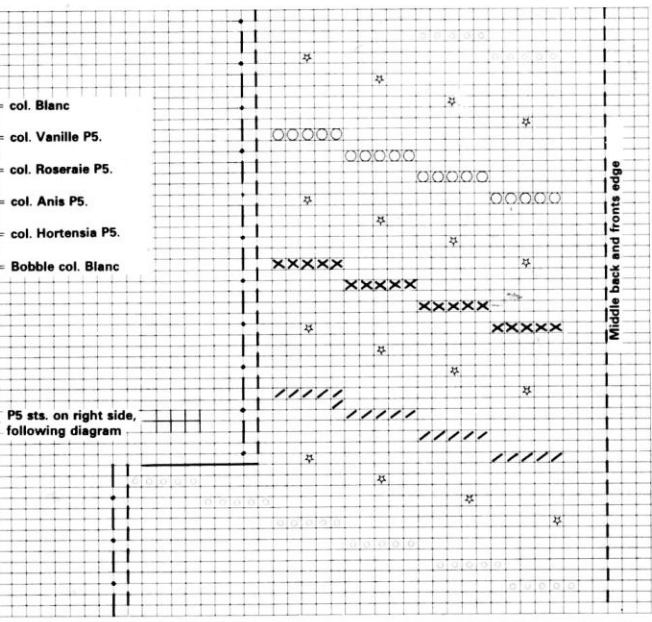 = col. Blanc
= col. Vanille P5.
= col. Roseraie P5.
= col. Anis P5.
= col. Hortensia P5.
= Bobble col. Blanc
P5 sts. on right side,
following diagram
Middle back and fronts edge